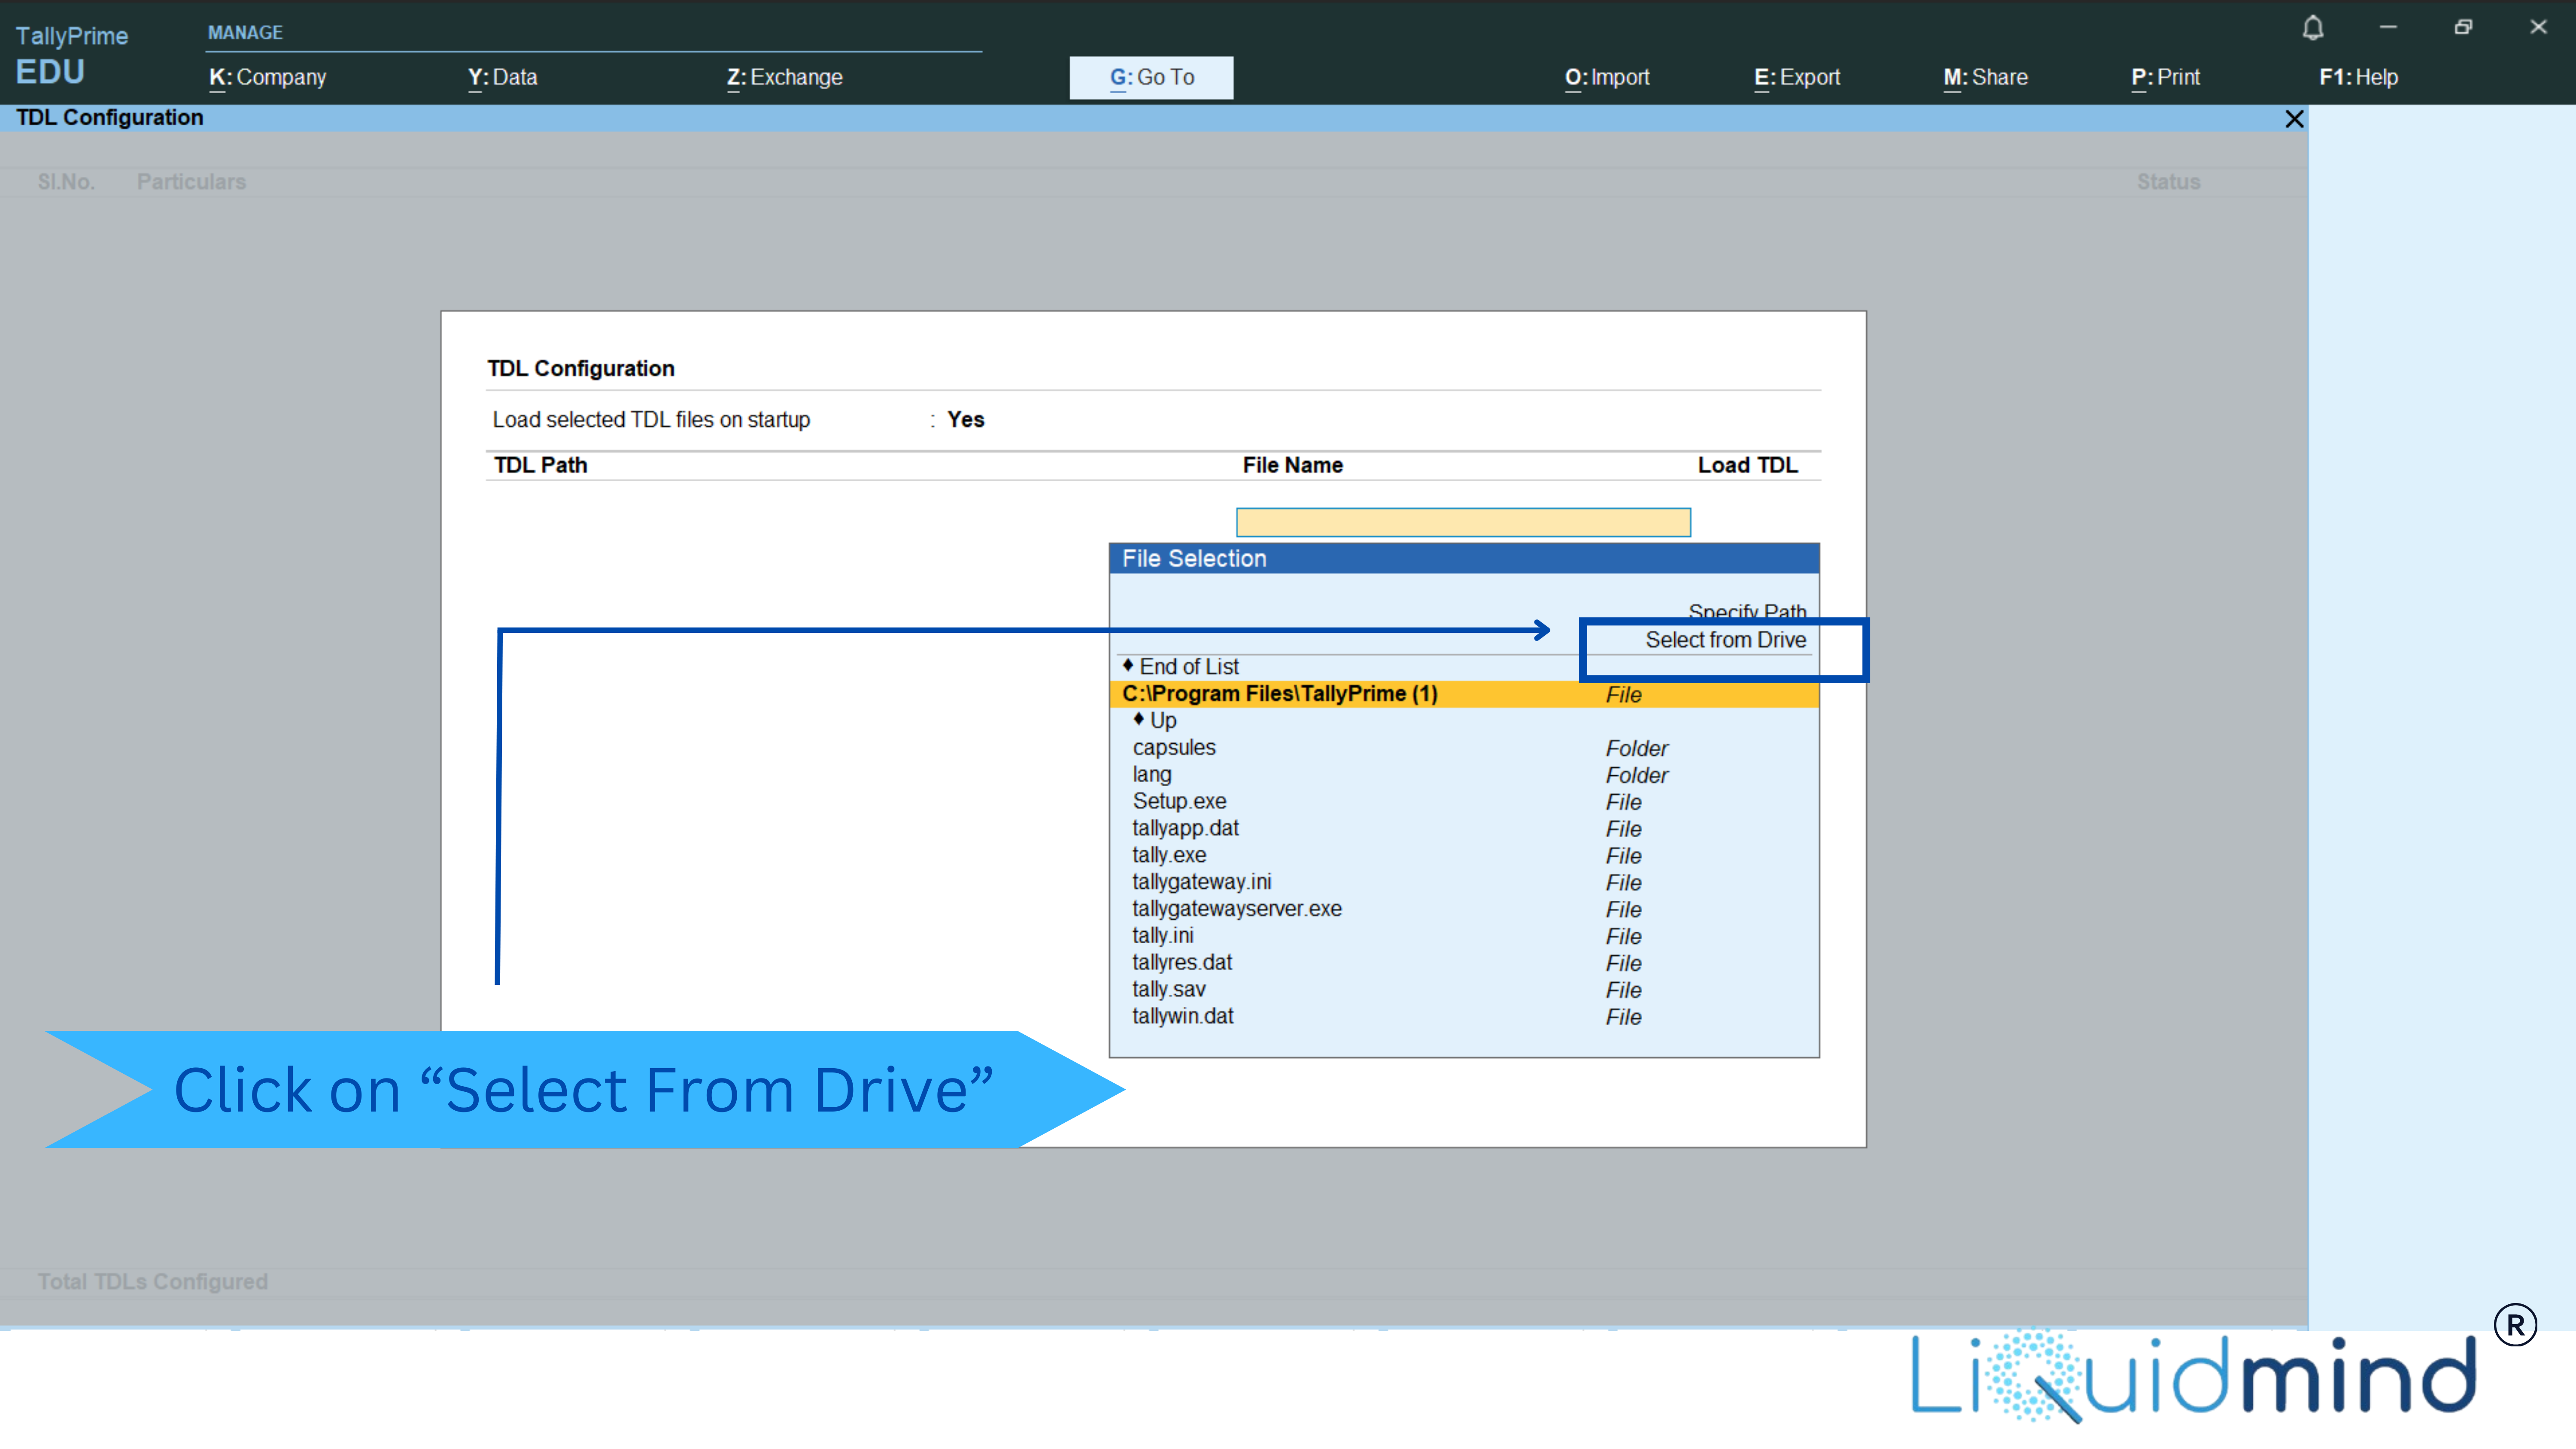 TallyPrime
EDU
MANAGE
K: Company Y: Data Z: Exchange G: Go To O: Import E: Export M: Share P: Print F1: Help
TDL Configuration
Sl.No. Particulars Status
TDL Configuration
Load selected TDL files on startup : Yes
TDL Path File Name Load TDL
File Selection
Specify Path
Select from Drive
♦ End of List
C:\Program Files\TallyPrime (1) File
♦ Up
capsules Folder
lang Folder
Setup.exe File
tallyapp.dat File
tally.exe File
tallygateway.ini File
tallygatewayserver.exe File
tally.ini File
tallyres.dat File
tally.sav File
tallywin.dat File
Click on “Select From Drive”
Total TDLs Configured
LiQuidmind ®